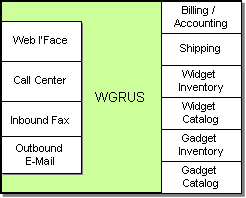 Web I'Face
Call Center
Inbound Fax
Outbound
E-Mail
WGRUS
Billing /
Accounting
Shipping
Widget
Inventory
Widget
Catalog
Gadget
Inventory
Gadget
Catalog